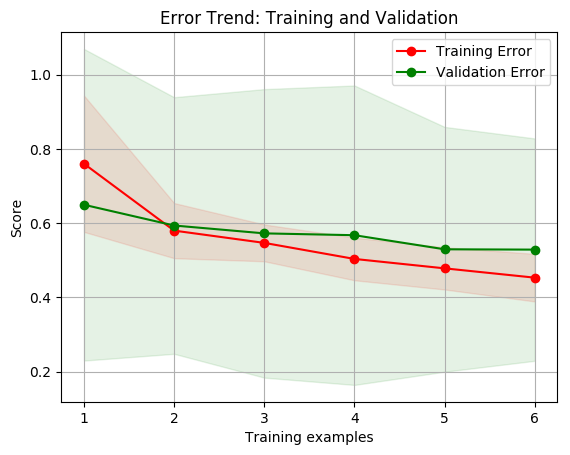 Error Trend: Training and Validation
Training Error
Validation Error
1.0
0.8
0.6
0.4
0.2
Score
1 2 3 4 5 6
Training examples